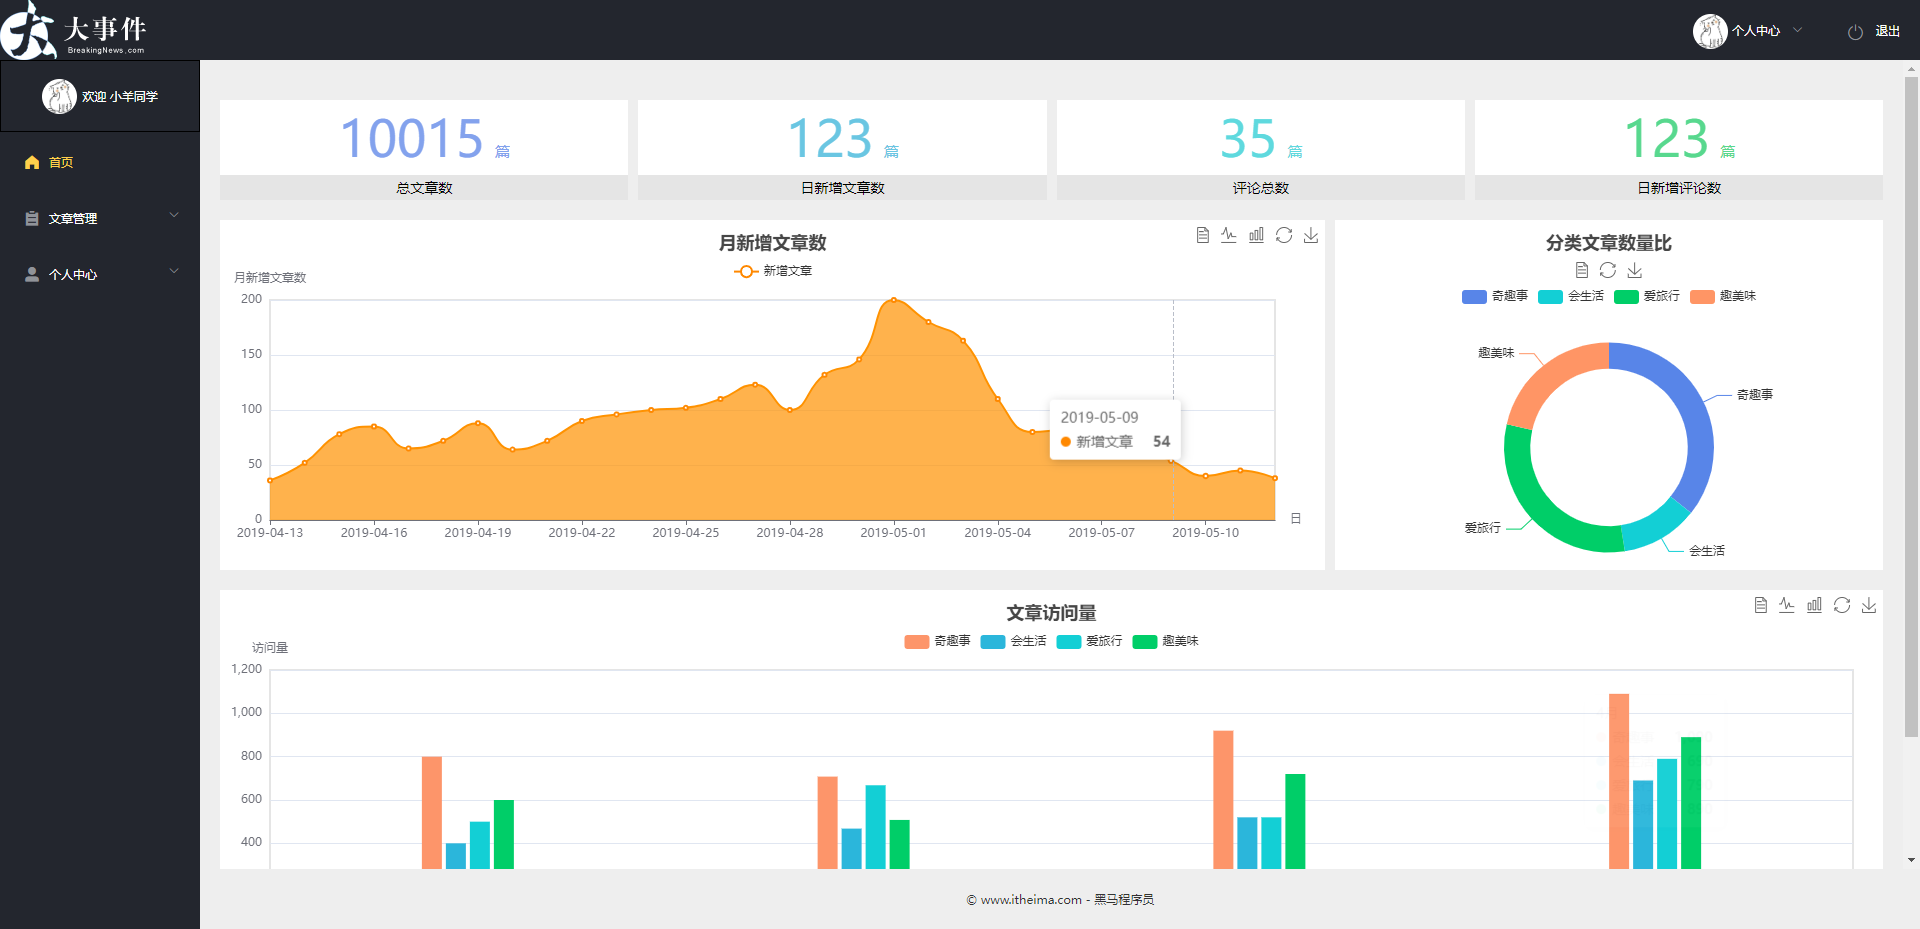 大事件
BreakingNews.com
个人中心
退出
欢迎 小羊同学
首页
文章管理
个人中心
10015 篇
总文章数
123 篇
日新增文章数
35 篇
评论总数
123 篇
日新增评论数
月新增文章数
新增文章
月新增文章数
200
150
100
50
0
2019-04-13
2019-04-16
2019-04-19
2019-04-22
2019-04-25
2019-04-28
2019-05-01
2019-05-04
2019-05-07
2019-05-10
日
2019-05-09
新增文章 54
分类文章数量比
奇趣事 会生活 爱旅行 趣美味
趣美味
奇趣事
爱旅行
会生活
文章访问量
奇趣事 会生活 爱旅行 趣美味
访问量
1,200
1,000
800
600
400
© www.itheima.com - 黑马程序员